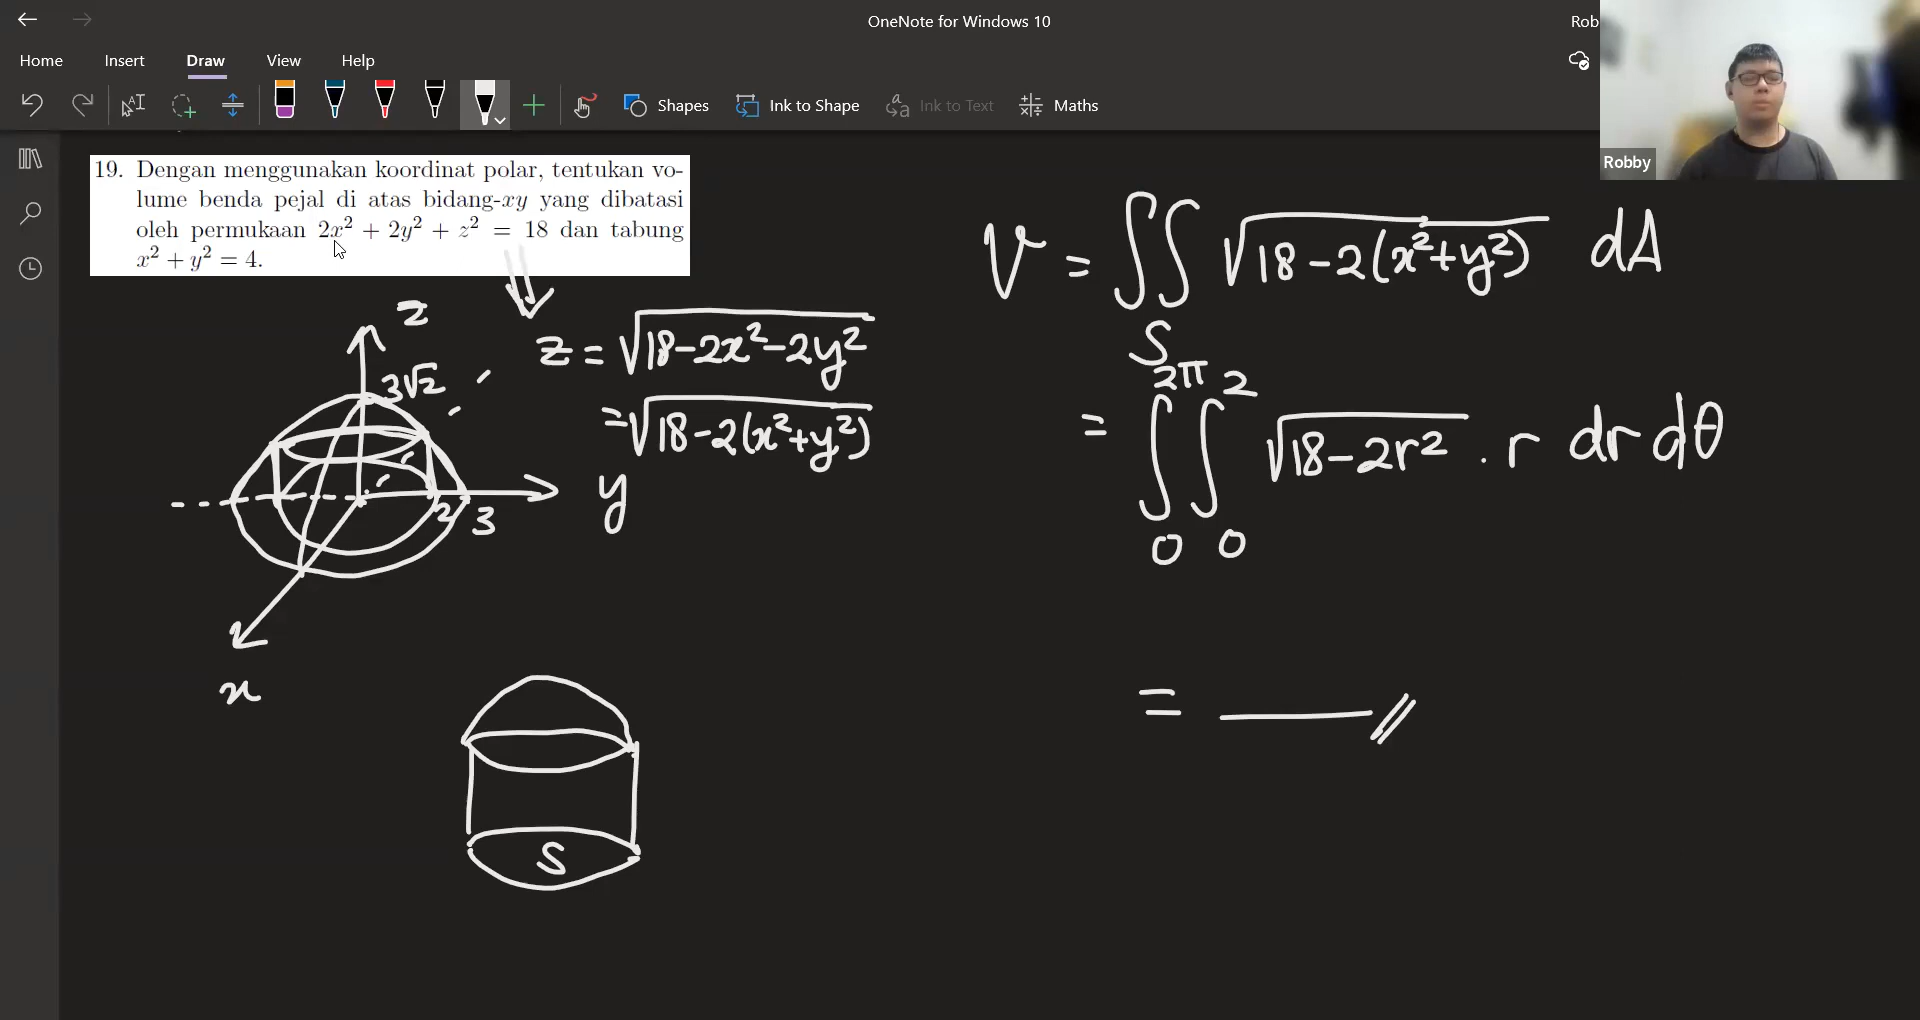 OneNote for Windows 10
Rob
Home Insert Draw View Help
Shapes Ink to Shape Ink to Text Maths
Robby
19. Dengan menggunakan koordinat polar, tentukan vo-
lume benda pejal di atas bidang-xy yang dibatasi
oleh permukaan 2x² + 2y² + z² = 18 dan tabung
x² + y² = 4.
z = √(18-2x²-2y²)
= √(18-2(x²+y²))
z
3√2
y
2 3
x
S
V = ∬_S √(18-2(x²+y²)) dA
= ∫₀^{2π} ∫₀^2 √(18-2r²) . r dr dθ
= ____//